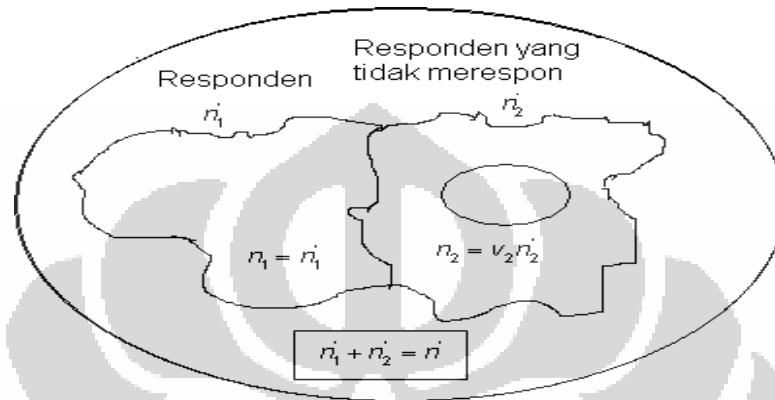 Responden
n′₁
Responden yang
tidak merespon
n′₂
n₁ = n′₁
n₂ = v₂n′₂
n′₁ + n′₂ = n′